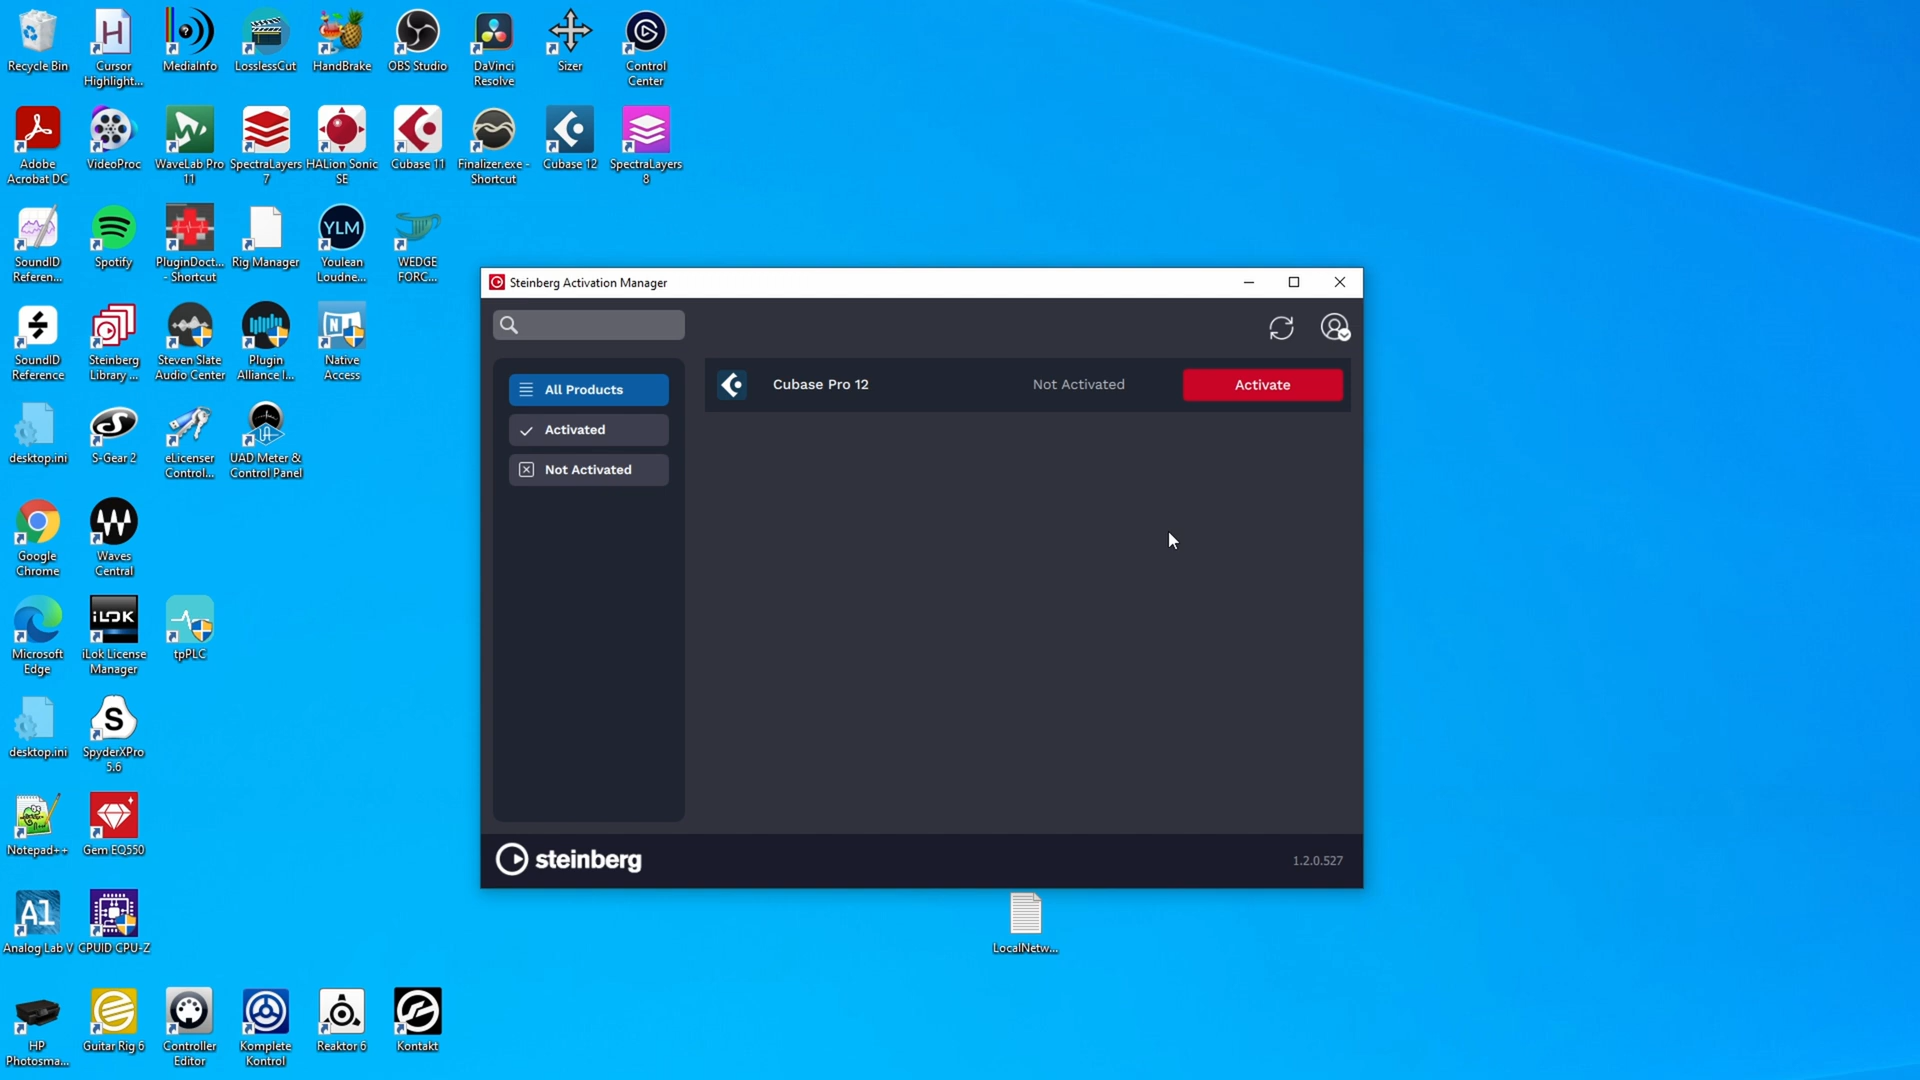 Recycle Bin
Cursor
Highlight...
MediaInfo
LosslessCut
HandBrake
OBS Studio
DaVinci
Resolve
Sizer
Control
Center
Adobe
Acrobat DC
VideoProc
WaveLab Pro
11
SpectraLayers
7
HALion Sonic
SE
Cubase 11
Finalizer.exe -
Shortcut
Cubase 12
SpectraLayers
8
SoundID
Referen...
Spotify
PluginDoct...
- Shortcut
Rig Manager
YLM
Youlean
Loudne...
WEDGE
FORC...
SoundID
Reference
Steinberg
Library ...
Steven Slate
Audio Center
Plugin
Alliance I...
Native
Access
desktop.ini
S-Gear 2
eLicenser
Control...
UAD Meter &
Control Panel
Google
Chrome
Waves
Central
Microsoft
Edge
iLOK
iLok License
Manager
tpPLC
desktop.ini
SpyderXPro
5.6
Notepad++
Gem EQ550
Analog Lab V
CPUID CPU-Z
HP
Photosma...
Guitar Rig 6
Controller
Editor
Komplete
Kontrol
Reaktor 6
Kontakt
Steinberg Activation Manager
All Products
Activated
Not Activated
Cubase Pro 12
Not Activated
Activate
steinberg
1.2.0.527
LocalNetw...